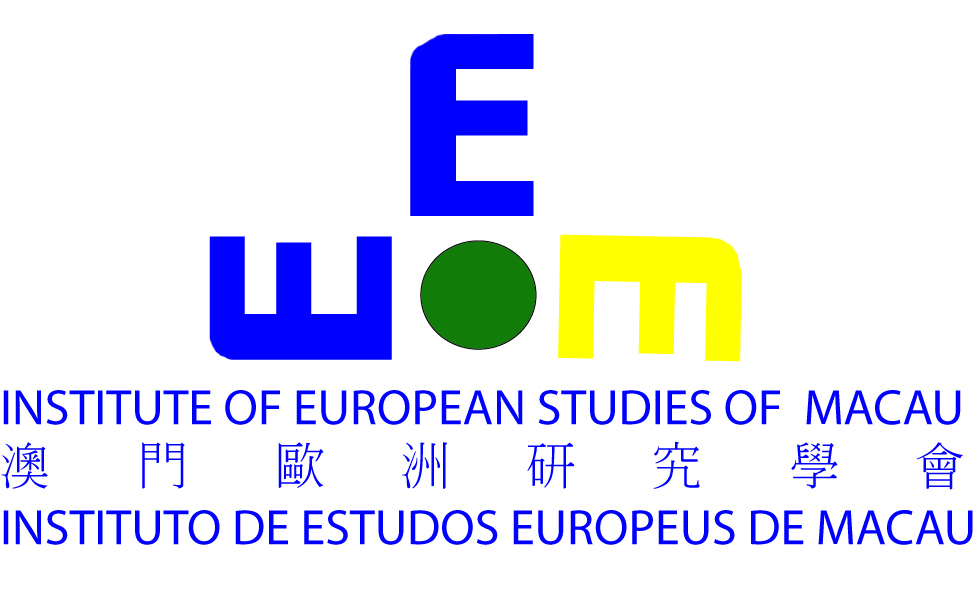 E
E m
INSTITUTE OF EUROPEAN STUDIES OF MACAU
澳門歐洲研究學會
INSTITUTO DE ESTUDOS EUROPEUS DE MACAU